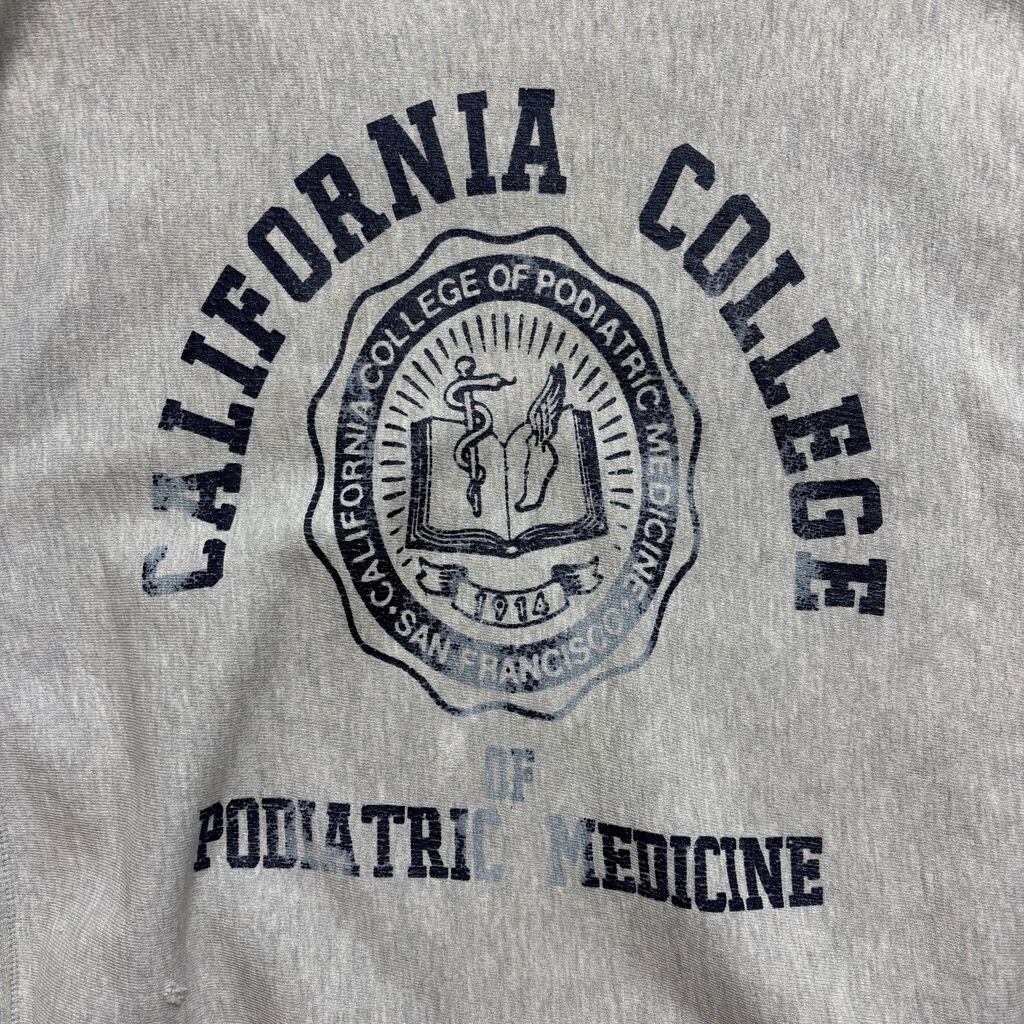 CALIFORNIA COLLEGE
·CALIFORNIA COLLEGE OF PODIATRIC MEDICINE·
SAN FRANCISCO
1914
OF
PODIATRIC MEDICINE